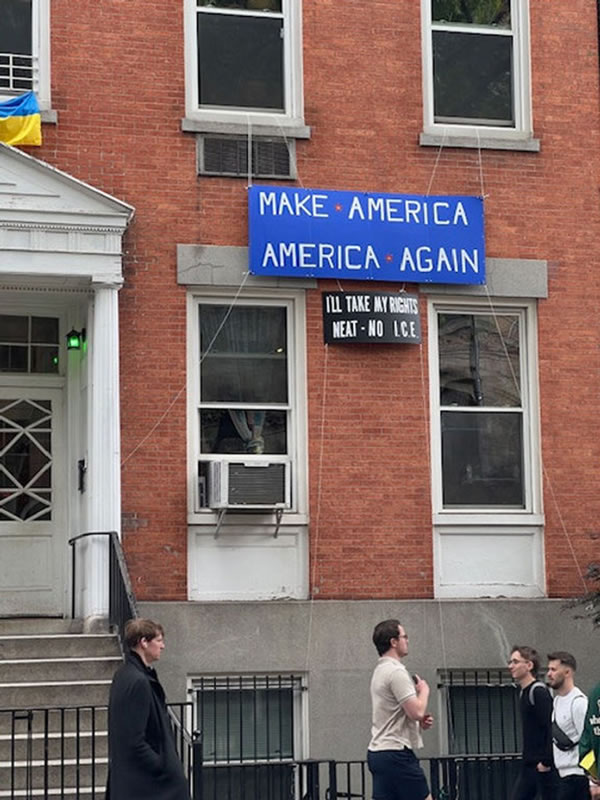 MAKE * AMERICA
AMERICA * AGAIN
I'LL TAKE MY RIGHTS
NEAT - NO I.C.E.